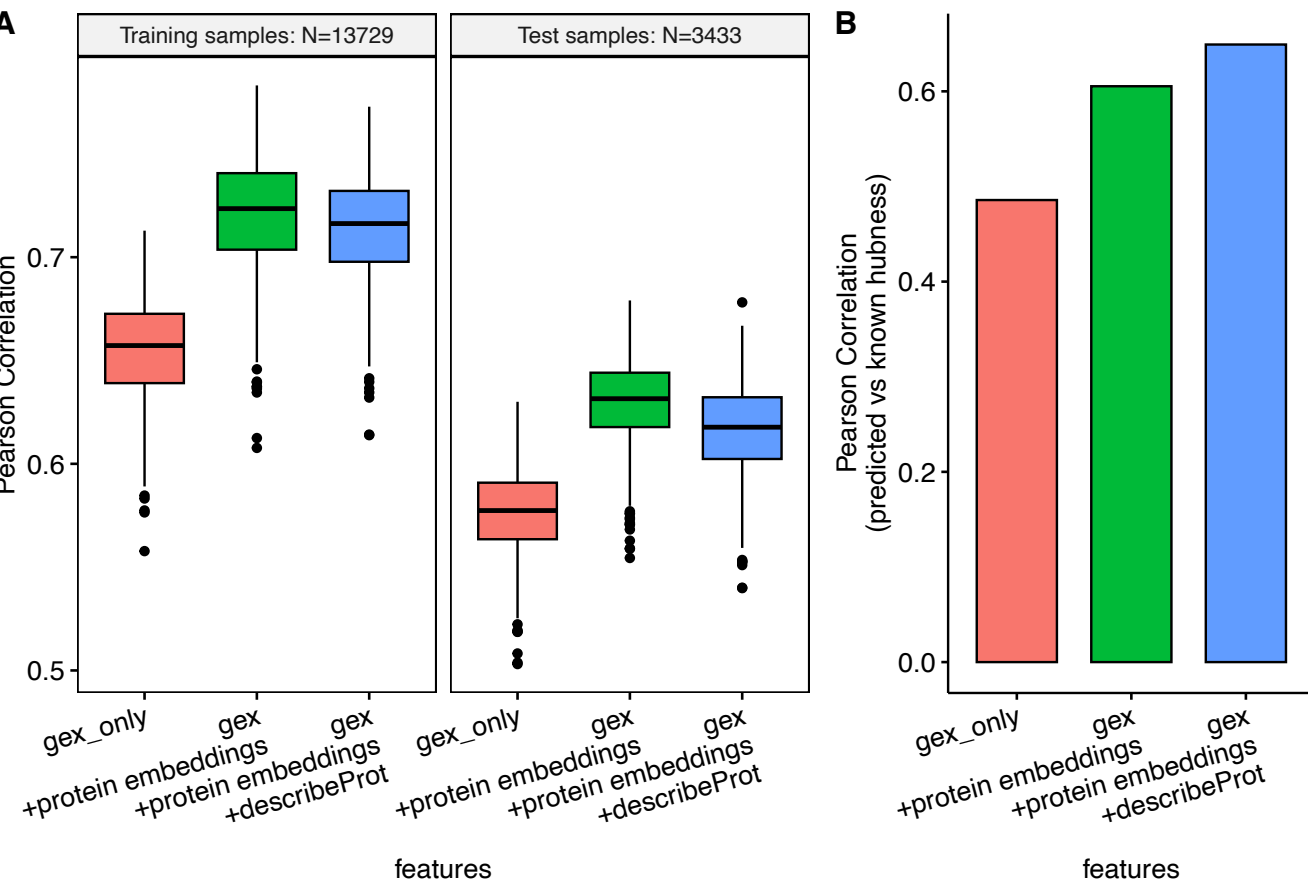 A
Training samples: N=13729
Test samples: N=3433
Pearson Correlation
0.7
0.6
0.5
gex_only
gex
+protein embeddings
gex
+protein embeddings
+describeProt
gex_only
gex
+protein embeddings
gex
+protein embeddings
+describeProt
features
B
Pearson Correlation
(predicted vs known hubness)
0.6
0.4
0.2
0.0
gex_only
gex
+protein embeddings
gex
+protein embeddings
+describeProt
features